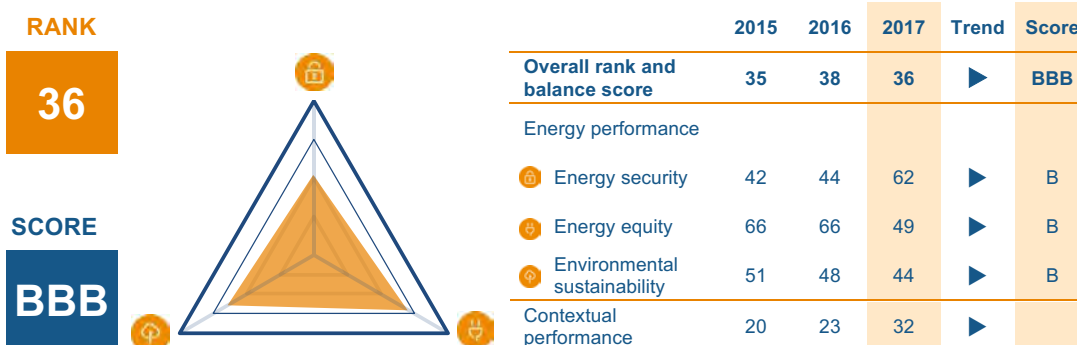 RANK
36
SCORE
BBB
2015 2016 2017 Trend Score
Overall rank and
balance score 35 38 36 BBB
Energy performance
Energy security 42 44 62 B
Energy equity 66 66 49 B
Environmental
sustainability 51 48 44 B
Contextual
performance 20 23 32